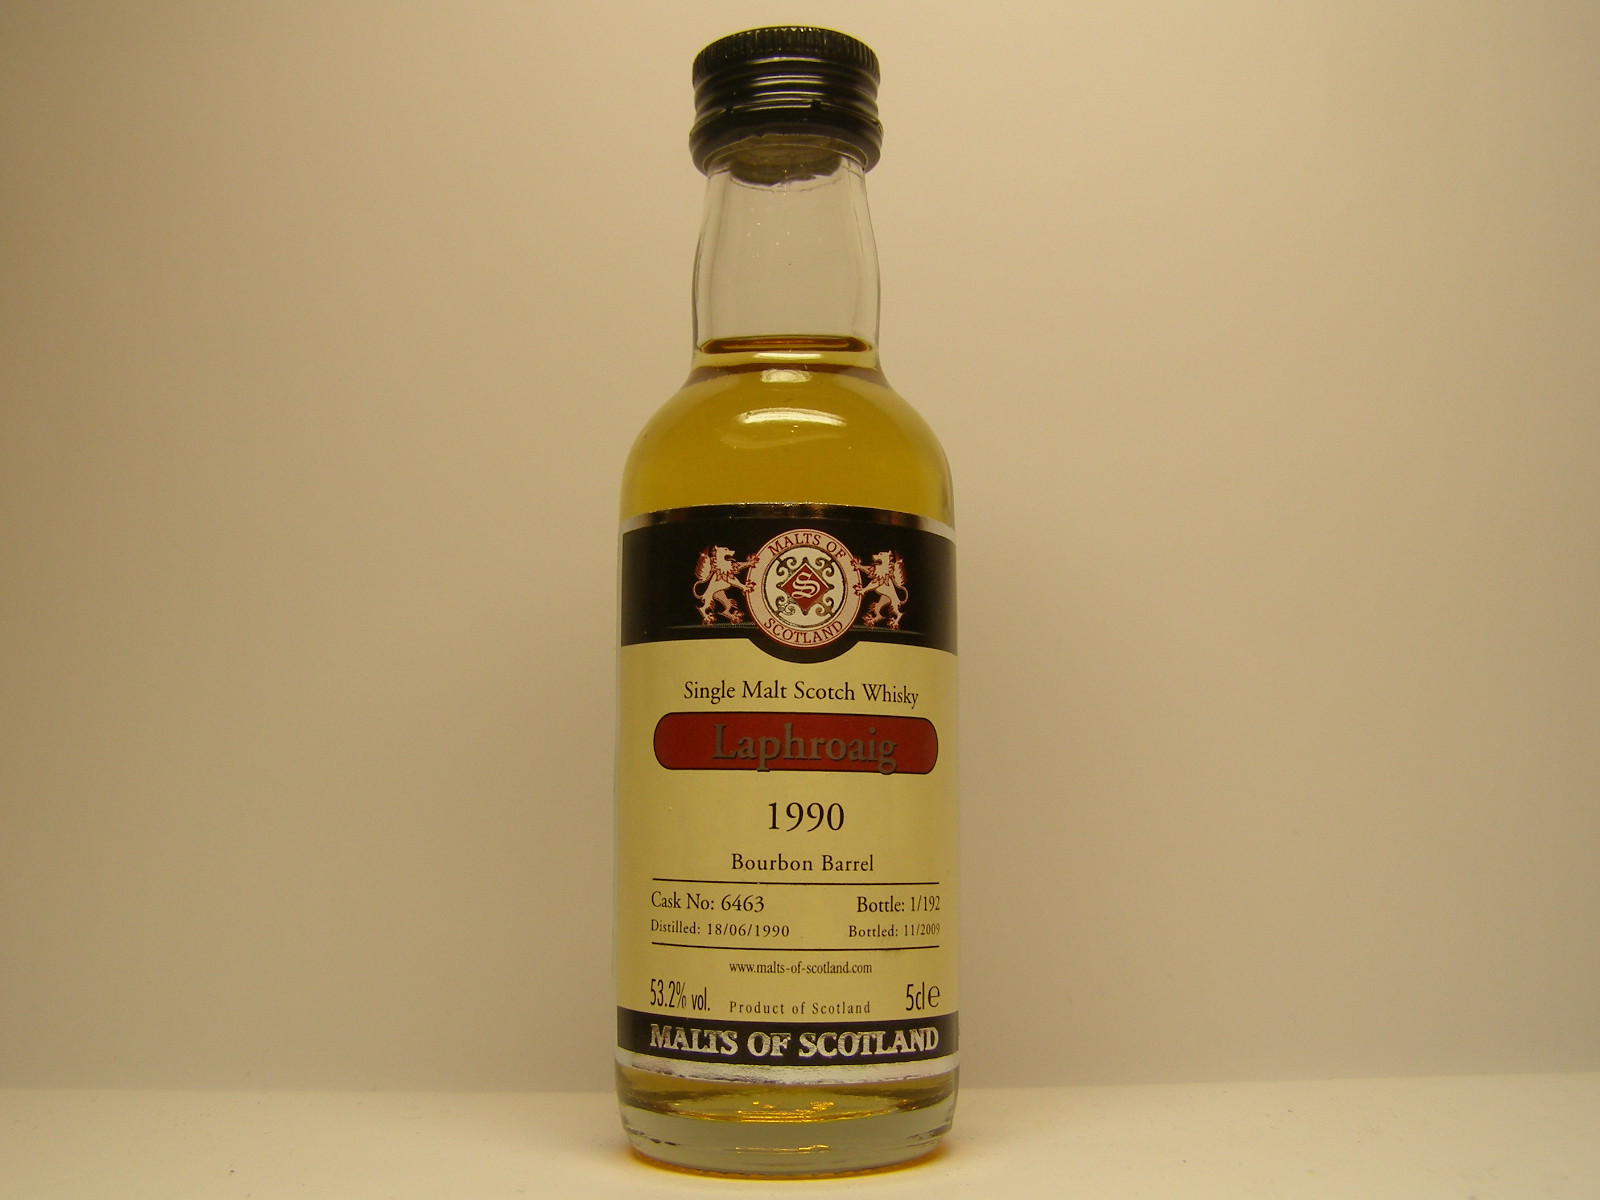 MALTS OF
S
SCOTLAND
Single Malt Scotch Whisky
Laphroaig
1990
Bourbon Barrel
Cask No: 6463 Bottle: 1/192
Distilled: 18/06/1990 Bottled: 11/2009
www.malts-of-scotland.com
53.2% vol. Product of Scotland 5cl e
MALTS OF SCOTLAND